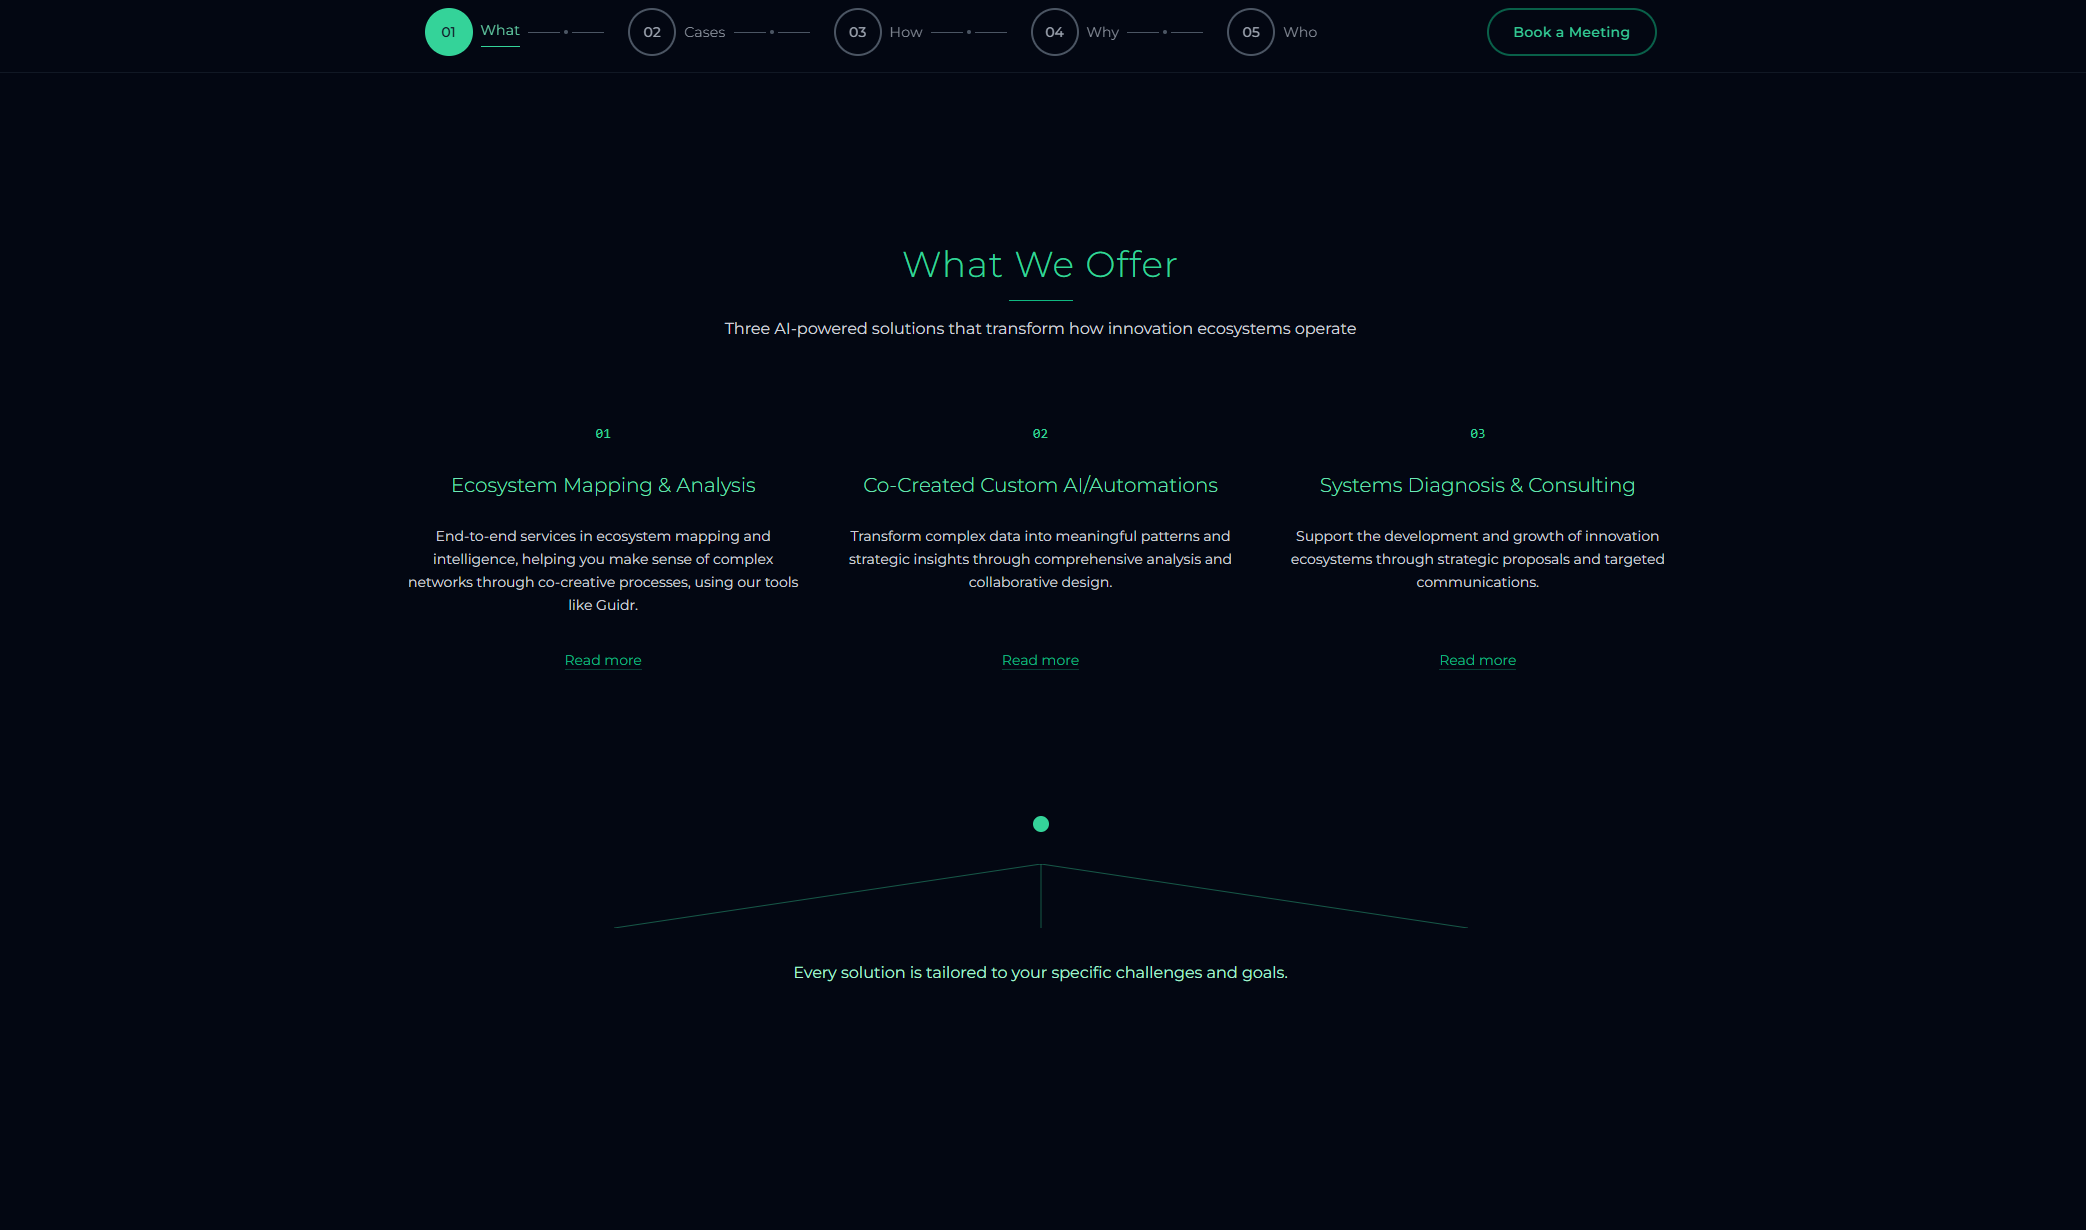 01 What 02 Cases 03 How 04 Why 05 Who Book a Meeting
What We Offer
Three AI-powered solutions that transform how innovation ecosystems operate
01
Ecosystem Mapping & Analysis
End-to-end services in ecosystem mapping and
intelligence, helping you make sense of complex
networks through co-creative processes, using our tools
like Guidr.
Read more
02
Co-Created Custom AI/Automations
Transform complex data into meaningful patterns and
strategic insights through comprehensive analysis and
collaborative design.
Read more
03
Systems Diagnosis & Consulting
Support the development and growth of innovation
ecosystems through strategic proposals and targeted
communications.
Read more
Every solution is tailored to your specific challenges and goals.